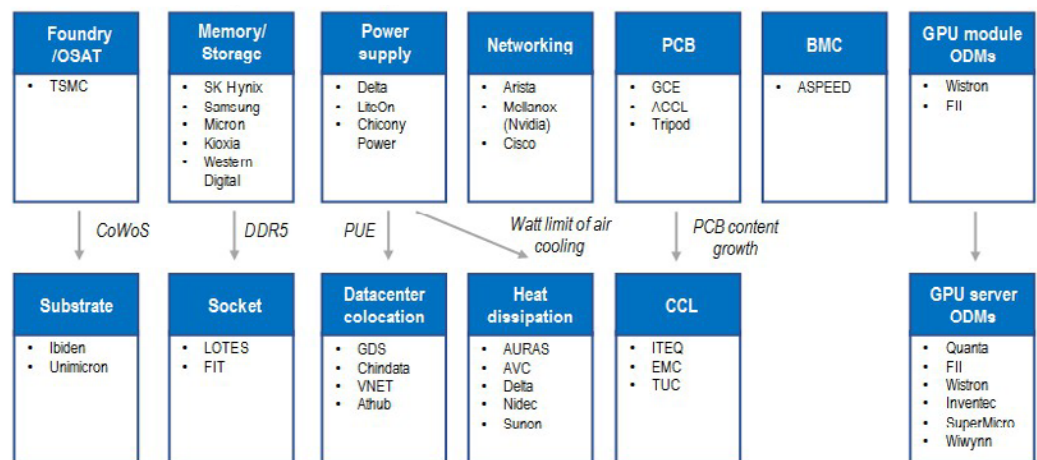 Foundry
/OSAT
• TSMC
Memory/
Storage
• SK Hynix
• Samsung
• Micron
• Kioxia
• Western
Digital
Power
supply
• Delta
• LiteOn
• Chicony
Power
Networking
• Arista
• Mellanox
(Nvidia)
• Cisco
PCB
• GCE
• ACCL
• Tripod
BMC
• ASPEED
GPU module
ODMs
• Wistron
• FII
CoWoS
DDR5
PUE
Watt limit of air
cooling
PCB content
growth
Substrate
• Ibiden
• Unimicron
Socket
• LOTES
• FIT
Datacenter
colocation
• GDS
• Chindata
• VNET
• Athub
Heat
dissipation
• AURAS
• AVC
• Delta
• Nidec
• Sunon
CCL
• ITEQ
• EMC
• TUC
GPU server
ODMs
• Quanta
• FII
• Wistron
• Inventec
• SuperMicro
• Wiwynn